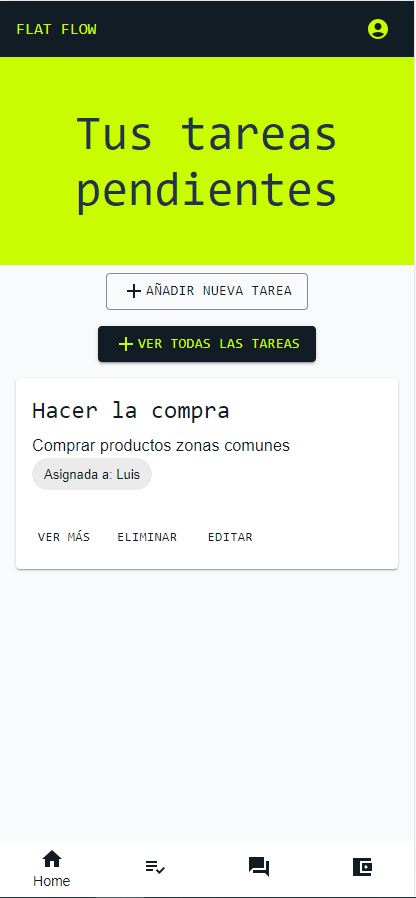 FLAT FLOW
Tus tareas
pendientes
AÑADIR NUEVA TAREA
VER TODAS LAS TAREAS
Hacer la compra
Comprar productos zonas comunes
Asignada a: Luis
VER MÁS ELIMINAR EDITAR
Home